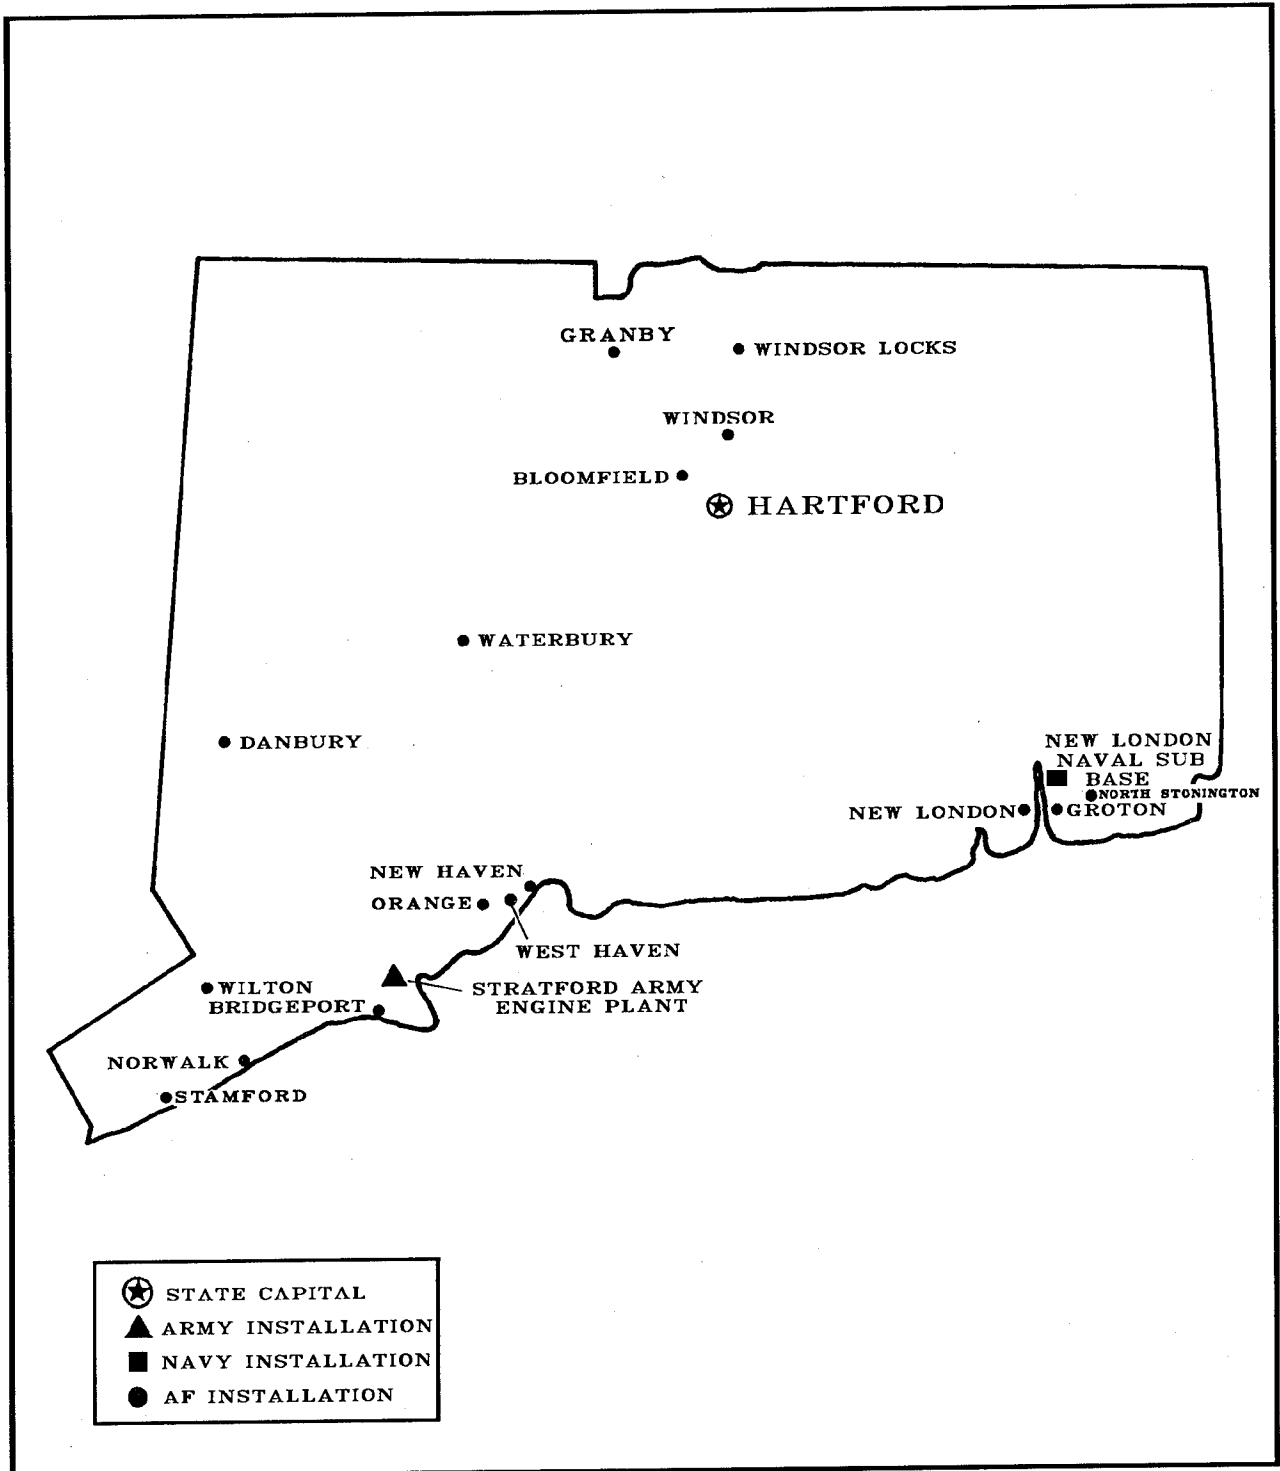 GRANBY
WINDSOR LOCKS
WINDSOR
BLOOMFIELD
HARTFORD
WATERBURY
DANBURY
NEW LONDON
NAVAL SUB
BASE
NORTH STONINGTON
NEW LONDON
GROTON
NEW HAVEN
ORANGE
WEST HAVEN
WILTON
STRATFORD ARMY
ENGINE PLANT
BRIDGEPORT
NORWALK
STAMFORD
STATE CAPITAL
ARMY INSTALLATION
NAVY INSTALLATION
AF INSTALLATION